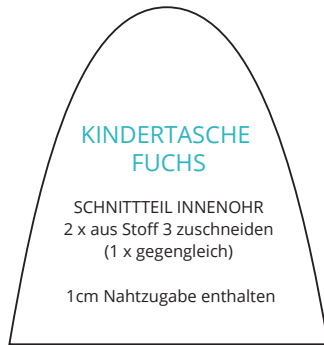 KINDERTASCHE
FUCHS
SCHNITTTEIL INNENOHR
2 x aus Stoff 3 zuschneiden
(1 x gegengleich)
1cm Nahtzugabe enthalten